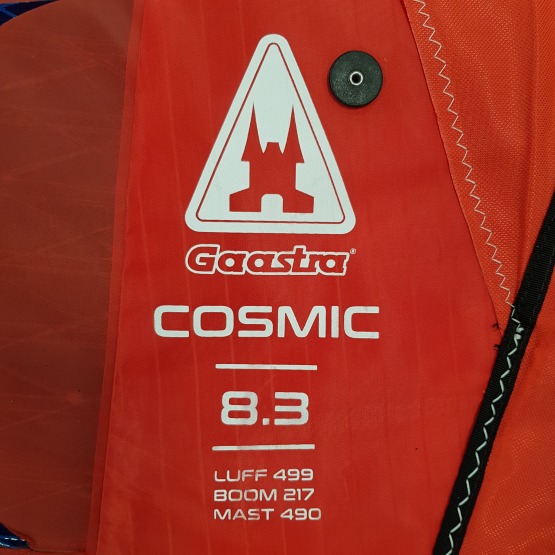 Gaastra®
COSMIC
8.3
LUFF 499
BOOM 217
MAST 490